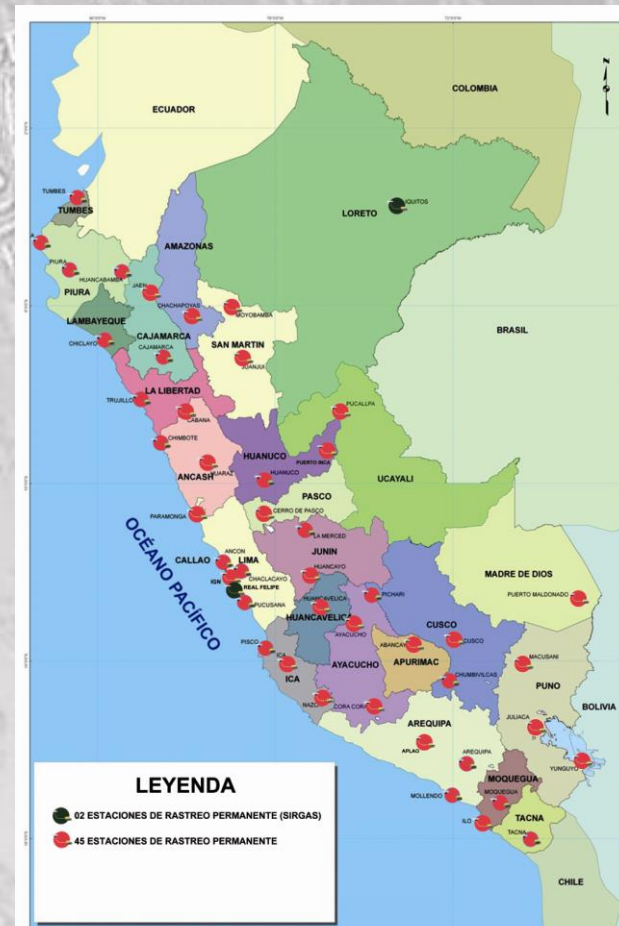 ECUADOR
COLOMBIA
N
TUMBES
TUMBES
LORETO
IQUITOS
AMAZONAS
PIURA
HUANCABAMBA
PIURA
JAEN
CHACHAPOYAS
MOYOBAMBA
BRASIL
LAMBAYEQUE
CAJAMARCA
CHICLAYO
CAJAMARCA
SAN MARTIN
JUANJUI
LA LIBERTAD
TRUJILLO
CABANA
PUCALLPA
CHIMBOTE
HUANUCO
PUERTO INCA
HUARAZ
ANCASH
HUANUCO
UCAYALI
PASCO
PARAMONGA
CERRO DE PASCO
OCÉANO PACÍFICO
LA MERCED
JUNIN
ANCON
CALLAO
LIMA
HUANCAYO
MADRE DE DIOS
IGN
CHACLACAYO
REAL FELIPE
PUCUSANA
HUANCAVELICA
HUANCAVELICA
PICHARI
PUERTO MALDONADO
CUSCO
AYACUCHO
CUSCO
PISCO
ABANCAY
ICA
APURIMAC
MACUSANI
AYACUCHO
ICA
CHUMBIVILCAS
PUNO
NAZCA
CORA CORA
BOLIVIA
AREQUIPA
JULIACA
APLAO
AREQUIPA
YUNGUYO
MOQUEGUA
MOLLENDO
MOQUEGUA
ILO
TACNA
TACNA
CHILE
LEYENDA
02 ESTACIONES DE RASTREO PERMANENTE (SIRGAS)
45 ESTACIONES DE RASTREO PERMANENTE